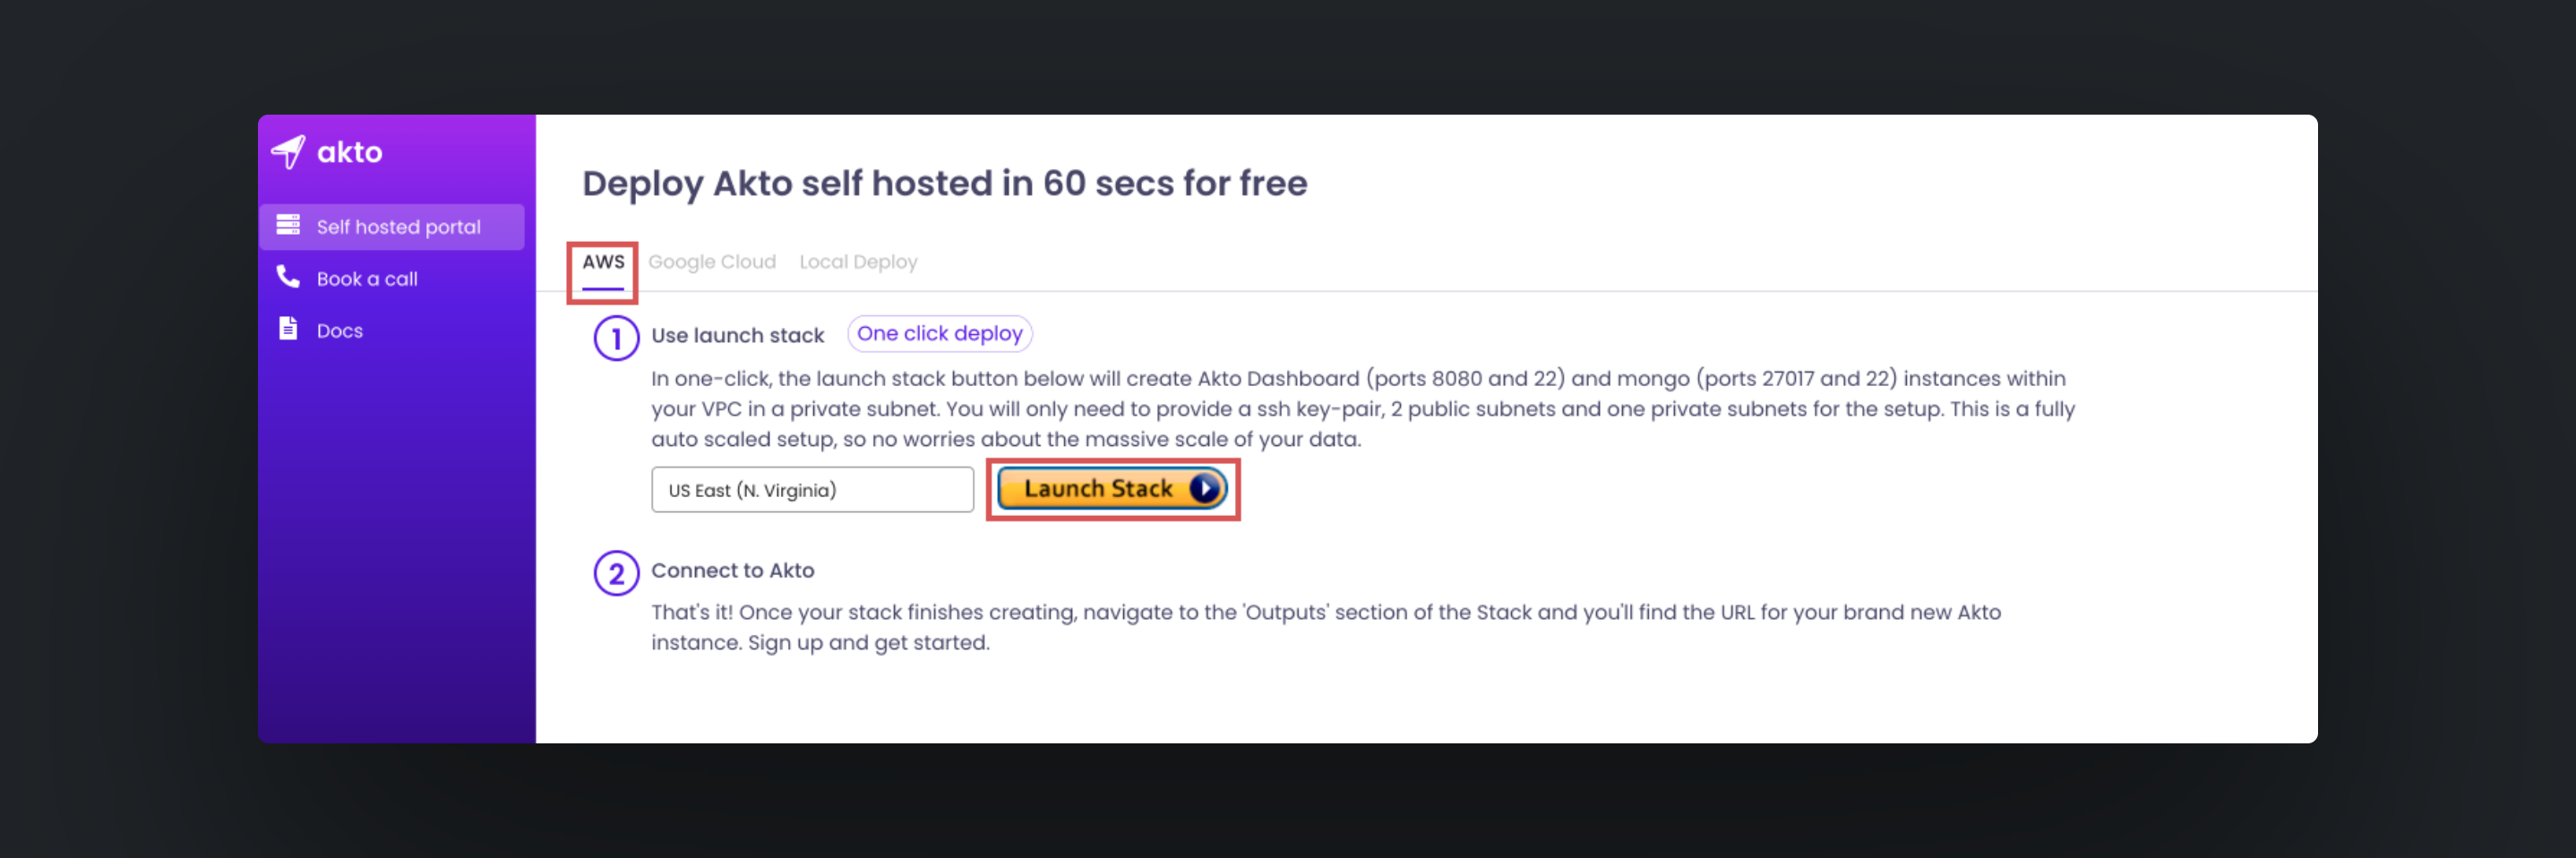 akto
Self hosted portal
Book a call
Docs
Deploy Akto self hosted in 60 secs for free
AWS Google Cloud Local Deploy
1 Use launch stack One click deploy
In one-click, the launch stack button below will create Akto Dashboard (ports 8080 and 22) and mongo (ports 27017 and 22) instances within
your VPC in a private subnet. You will only need to provide a ssh key-pair, 2 public subnets and one private subnets for the setup. This is a fully
auto scaled setup, so no worries about the massive scale of your data.
US East (N. Virginia) Launch Stack
2 Connect to Akto
That's it! Once your stack finishes creating, navigate to the 'Outputs' section of the Stack and you'll find the URL for your brand new Akto
instance. Sign up and get started.